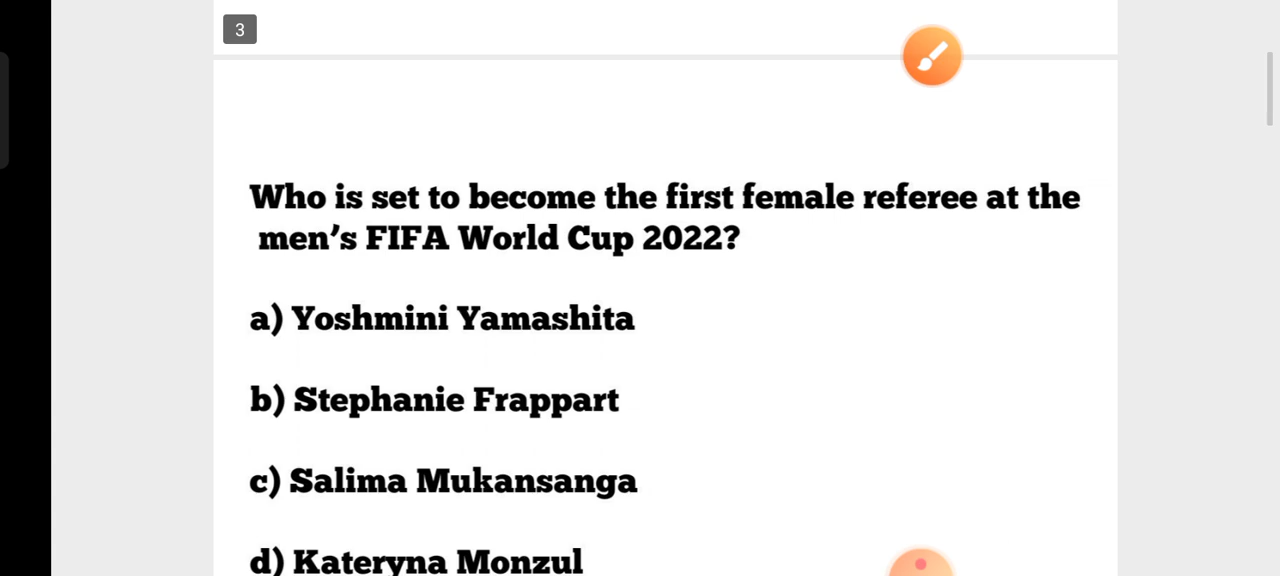 3
Who is set to become the first female referee at the
men’s FIFA World Cup 2022?
a) Yoshmini Yamashita
b) Stephanie Frappart
c) Salima Mukansanga
d) Kateryna Monzul